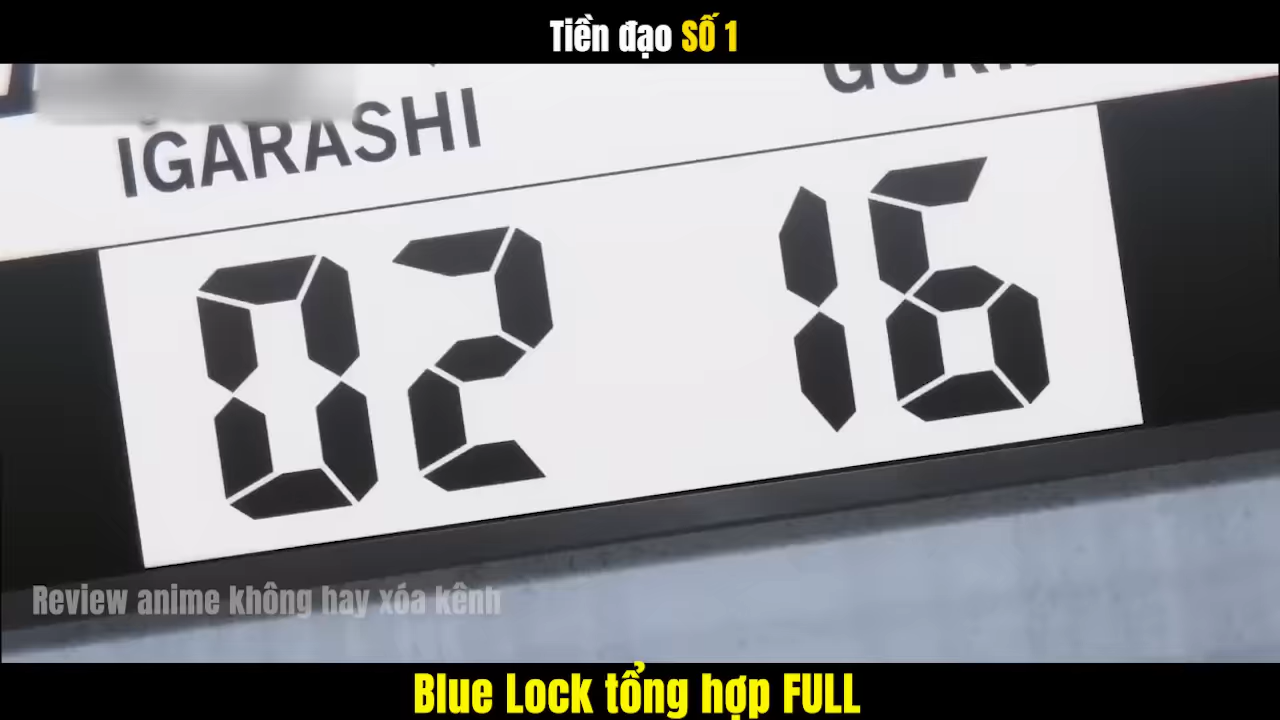 Tiền đạo SỐ 1
IGARASHI
02 16
Review anime không hay xóa kênh
Blue Lock tổng hợp FULL